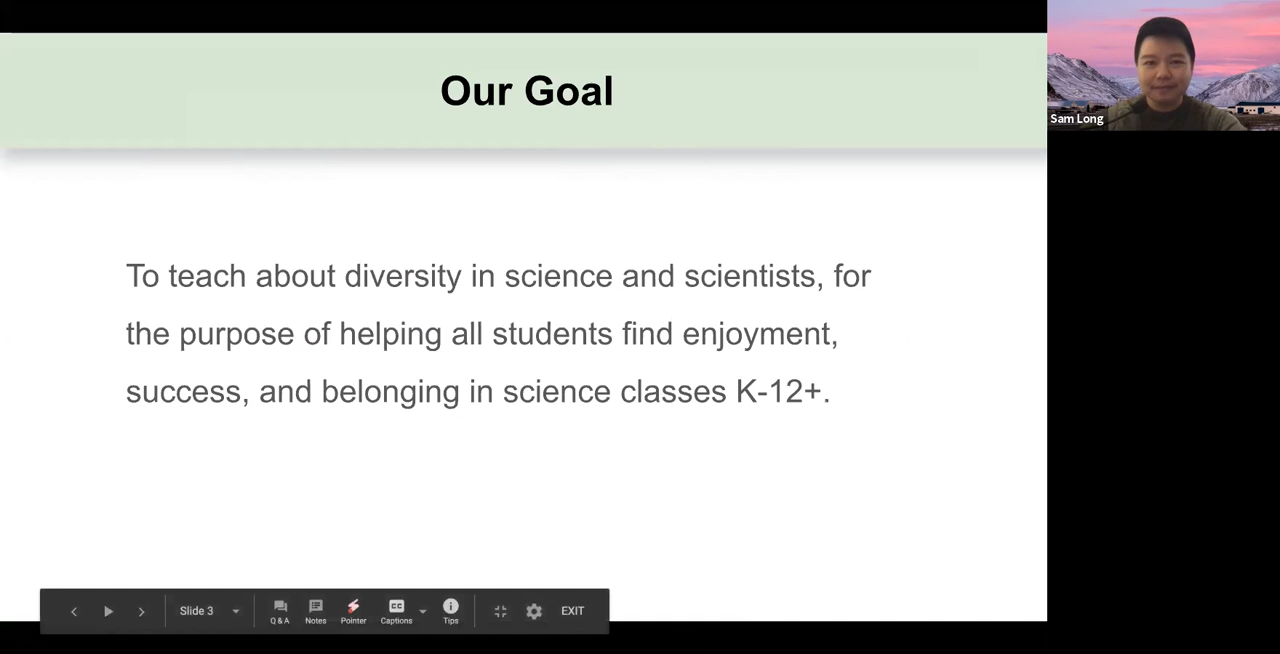 Our Goal
Sam Long
To teach about diversity in science and scientists, for
the purpose of helping all students find enjoyment,
success, and belonging in science classes K-12+.
Slide 3
Q & A
Notes
Pointer
CC
Captions
Tips
EXIT